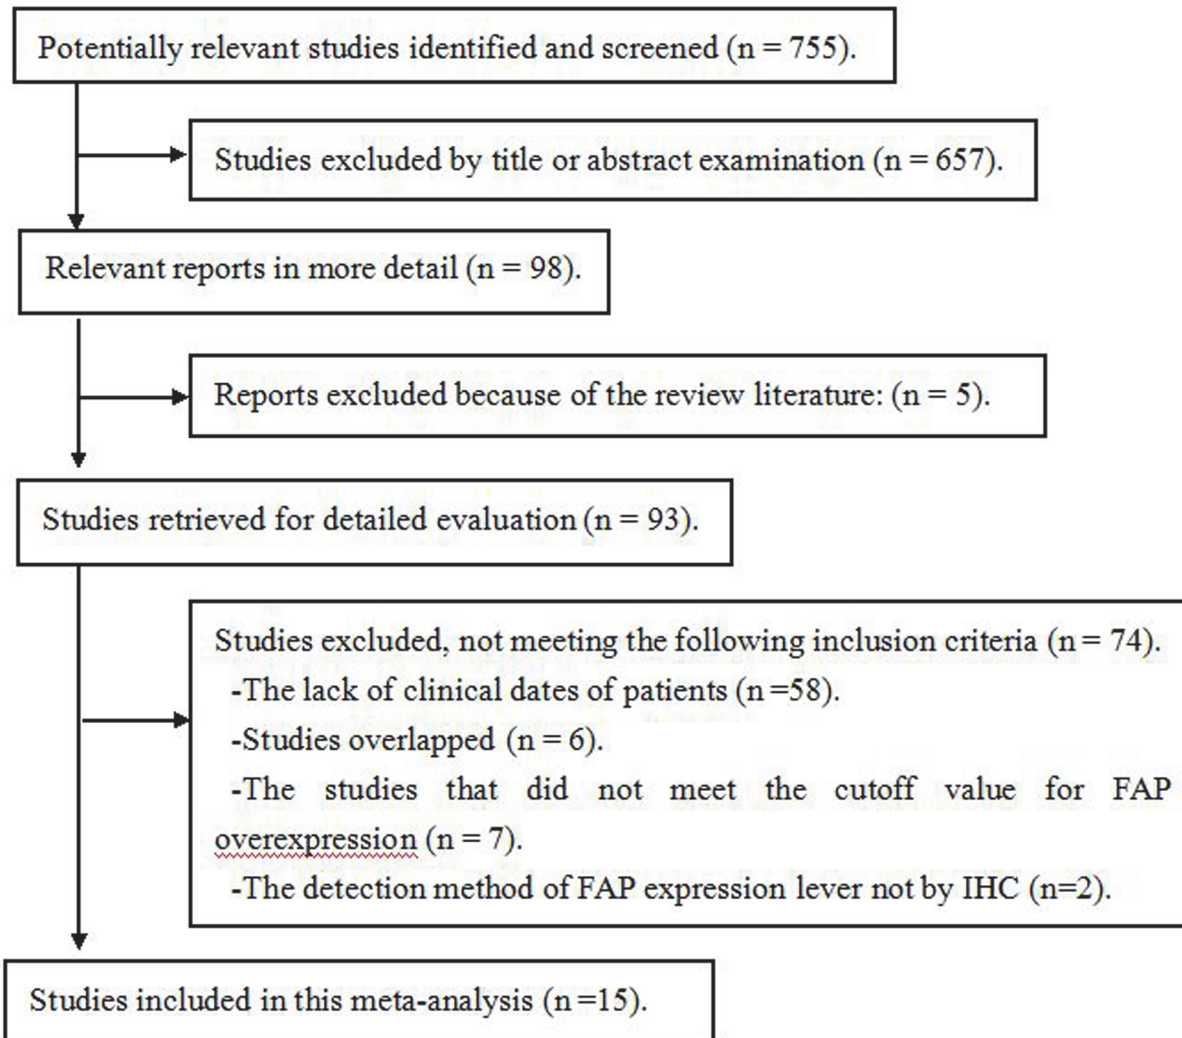 Potentially relevant studies identified and screened (n = 755).
Studies excluded by title or abstract examination (n = 657).
Relevant reports in more detail (n = 98).
Reports excluded because of the review literature: (n = 5).
Studies retrieved for detailed evaluation (n = 93).
Studies excluded, not meeting the following inclusion criteria (n = 74).
-The lack of clinical dates of patients (n =58).
-Studies overlapped (n = 6).
-The studies that did not meet the cutoff value for FAP
overexpression (n = 7).
-The detection method of FAP expression lever not by IHC (n=2).
Studies included in this meta-analysis (n =15).